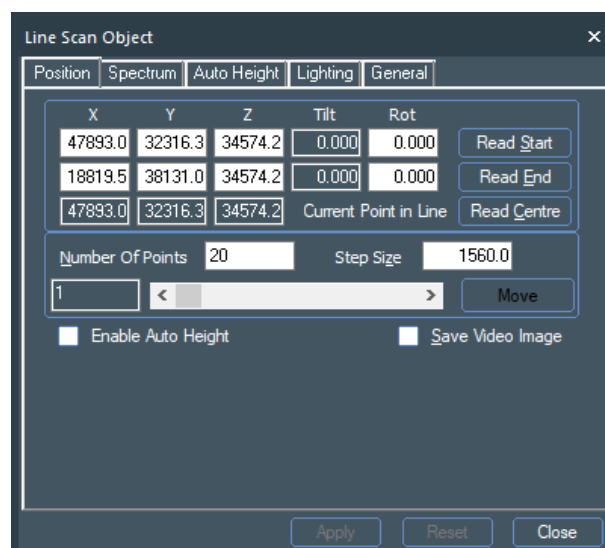 Line Scan Object ×
Position Spectrum Auto Height Lighting General
X Y Z Tilt Rot
47893.0 32316.3 34574.2 0.000 0.000 Read Start
18819.5 38131.0 34574.2 0.000 0.000 Read End
47893.0 32316.3 34574.2 Current Point in Line Read Centre
Number Of Points 20 Step Size 1560.0
1 < > Move
Enable Auto Height Save Video Image
Apply Reset Close